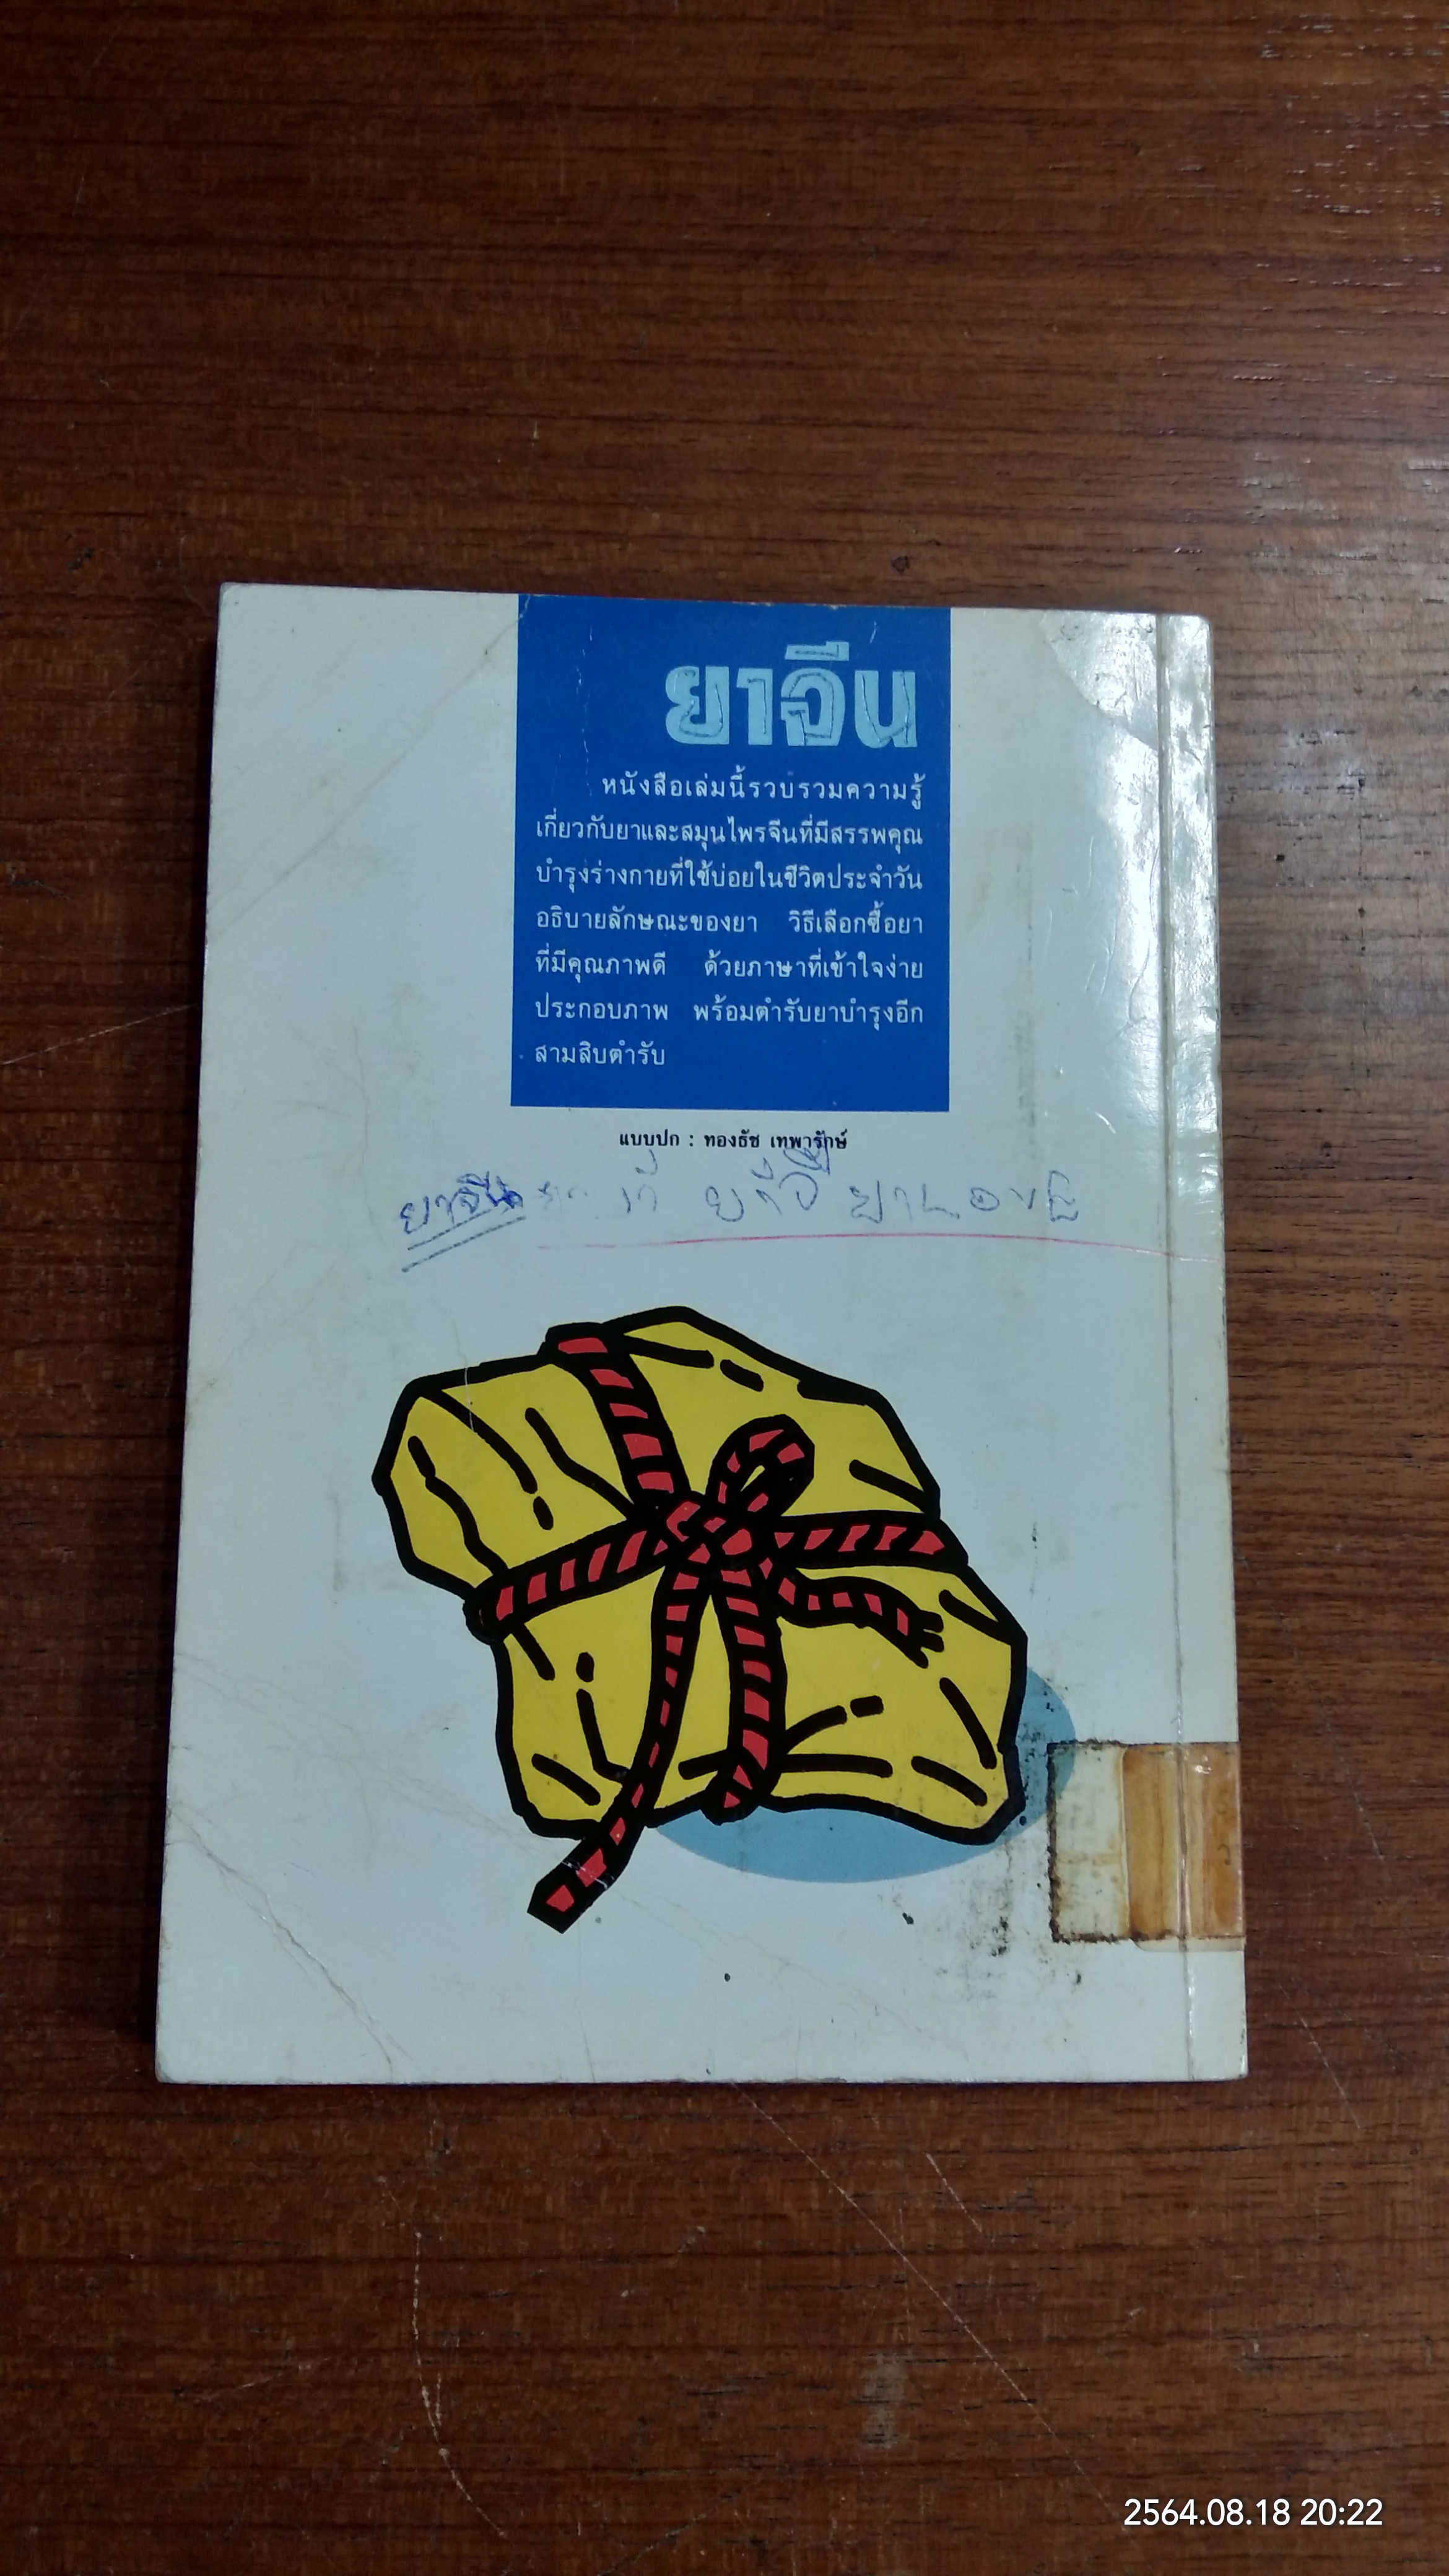 ยาจีน
หนังสือเล่มนี้รวบรวมความรู้
เกี่ยวกับยาและสมุนไพรจีนที่มีสรรพคุณ
บำรุงร่างกายที่ใช้บ่อยในชีวิตประจำวัน
อธิบายลักษณะของยา วิธีเลือกซื้อยา
ที่มีคุณภาพดี ด้วยภาษาที่เข้าใจง่าย
ประกอบภาพ พร้อมตำรับยาบำรุงอีก
สามสิบตำรับ
แบบปก : ทองธัช เทพารักษ์
ยาจีน
2564.08.18 20:22